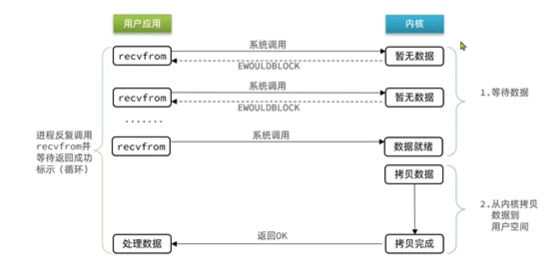 用户应用
内核
系统调用
recvfrom
暂无数据
EWOULDBLOCK
系统调用
recvfrom
暂无数据
EWOULDBLOCK
1.等待数据
.......
进程反复调用
recvfrom并
等待返回成功
标示（循环）
系统调用
recvfrom
数据就绪
拷贝数据
2.从内核拷贝
数据到
用户空间
返回OK
处理数据
拷贝完成